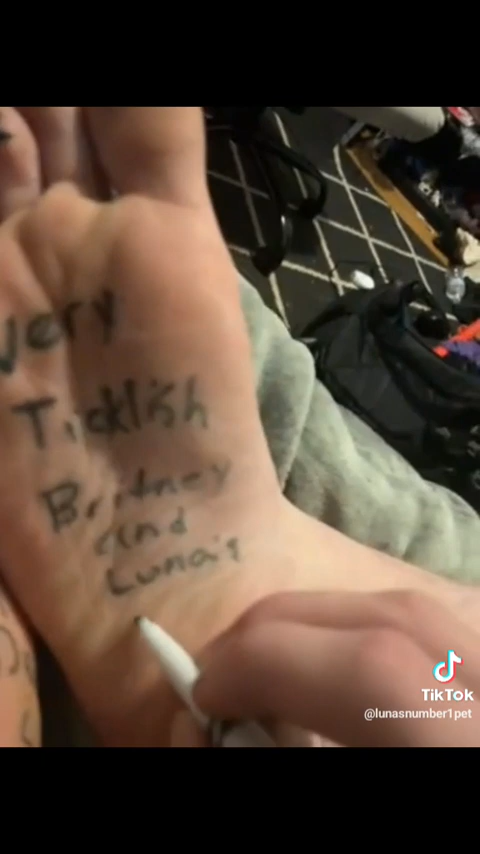 Very
Ticklish
Britney
and
Luna's
TikTok
@lunasnumber1pet